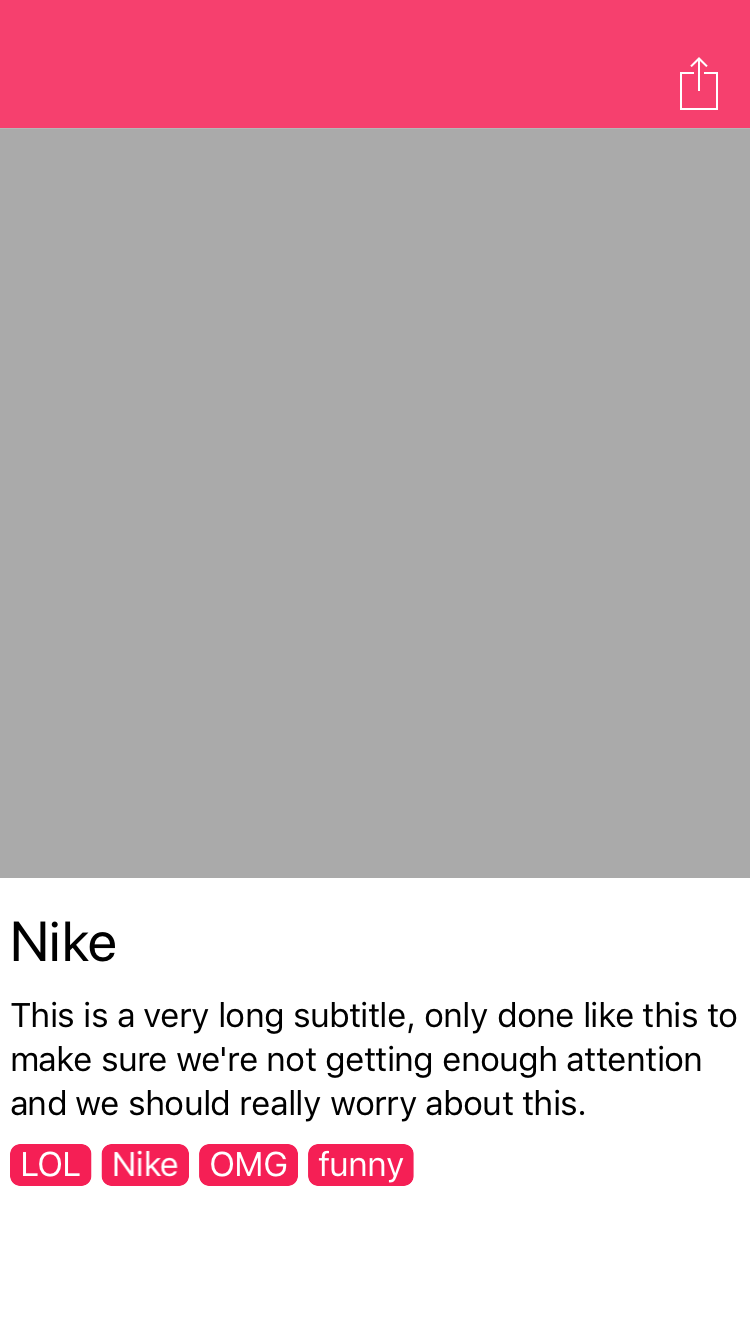 Nike
This is a very long subtitle, only done like this to
make sure we're not getting enough attention
and we should really worry about this.
LOL Nike OMG funny